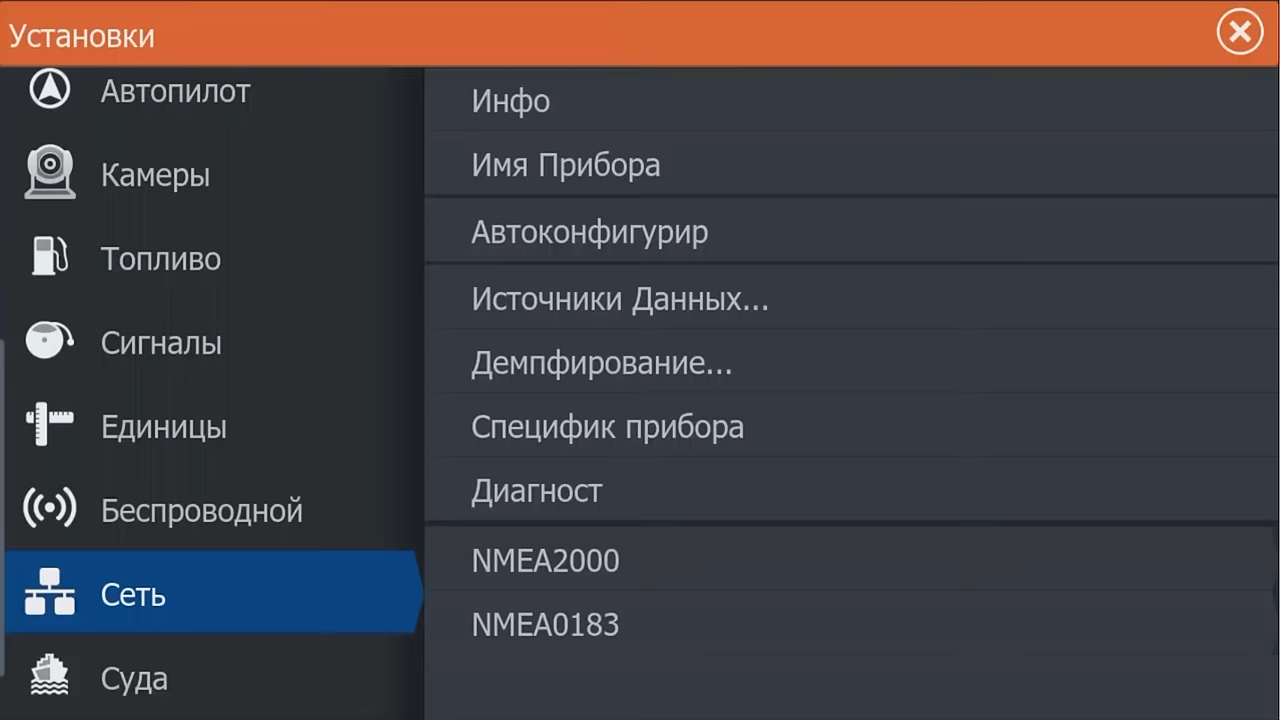 Установки
Автопилот
Камеры
Топливо
Сигналы
Единицы
Беспроводной
Сеть
Суда
Инфо
Имя Прибора
Автоконфигурир
Источники Данных...
Демпфирование...
Специфик прибора
Диагност
NMEA2000
NMEA0183